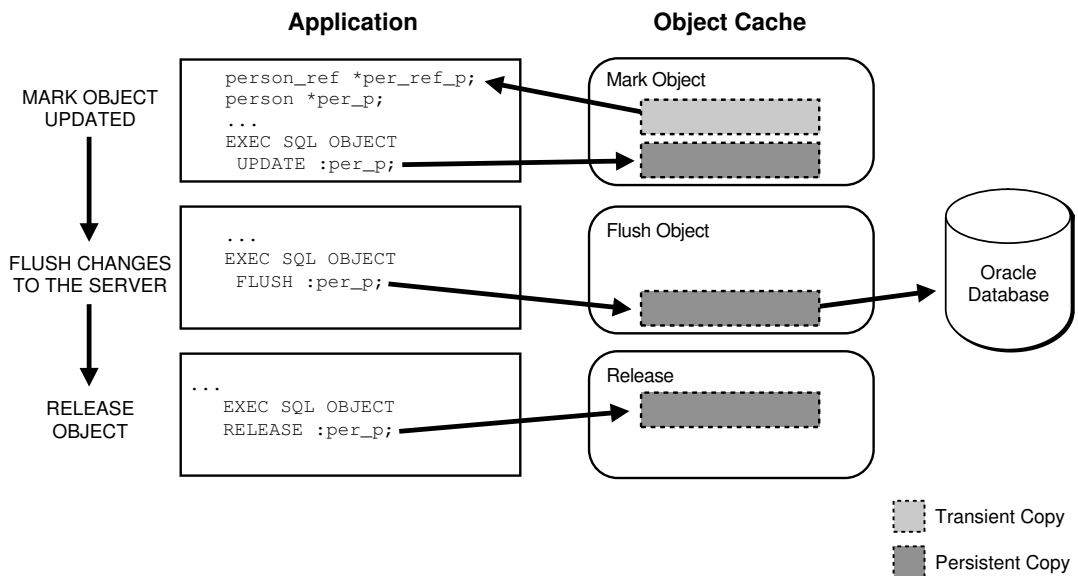 Application
Object Cache
MARK OBJECT
UPDATED
person_ref *per_ref_p;
person *per_p;
...
EXEC SQL OBJECT
UPDATE :per_p;
Mark Object
FLUSH CHANGES
TO THE SERVER
...
EXEC SQL OBJECT
FLUSH :per_p;
Flush Object
Oracle
Database
RELEASE
OBJECT
...
EXEC SQL OBJECT
RELEASE :per_p;
Release
Transient Copy
Persistent Copy